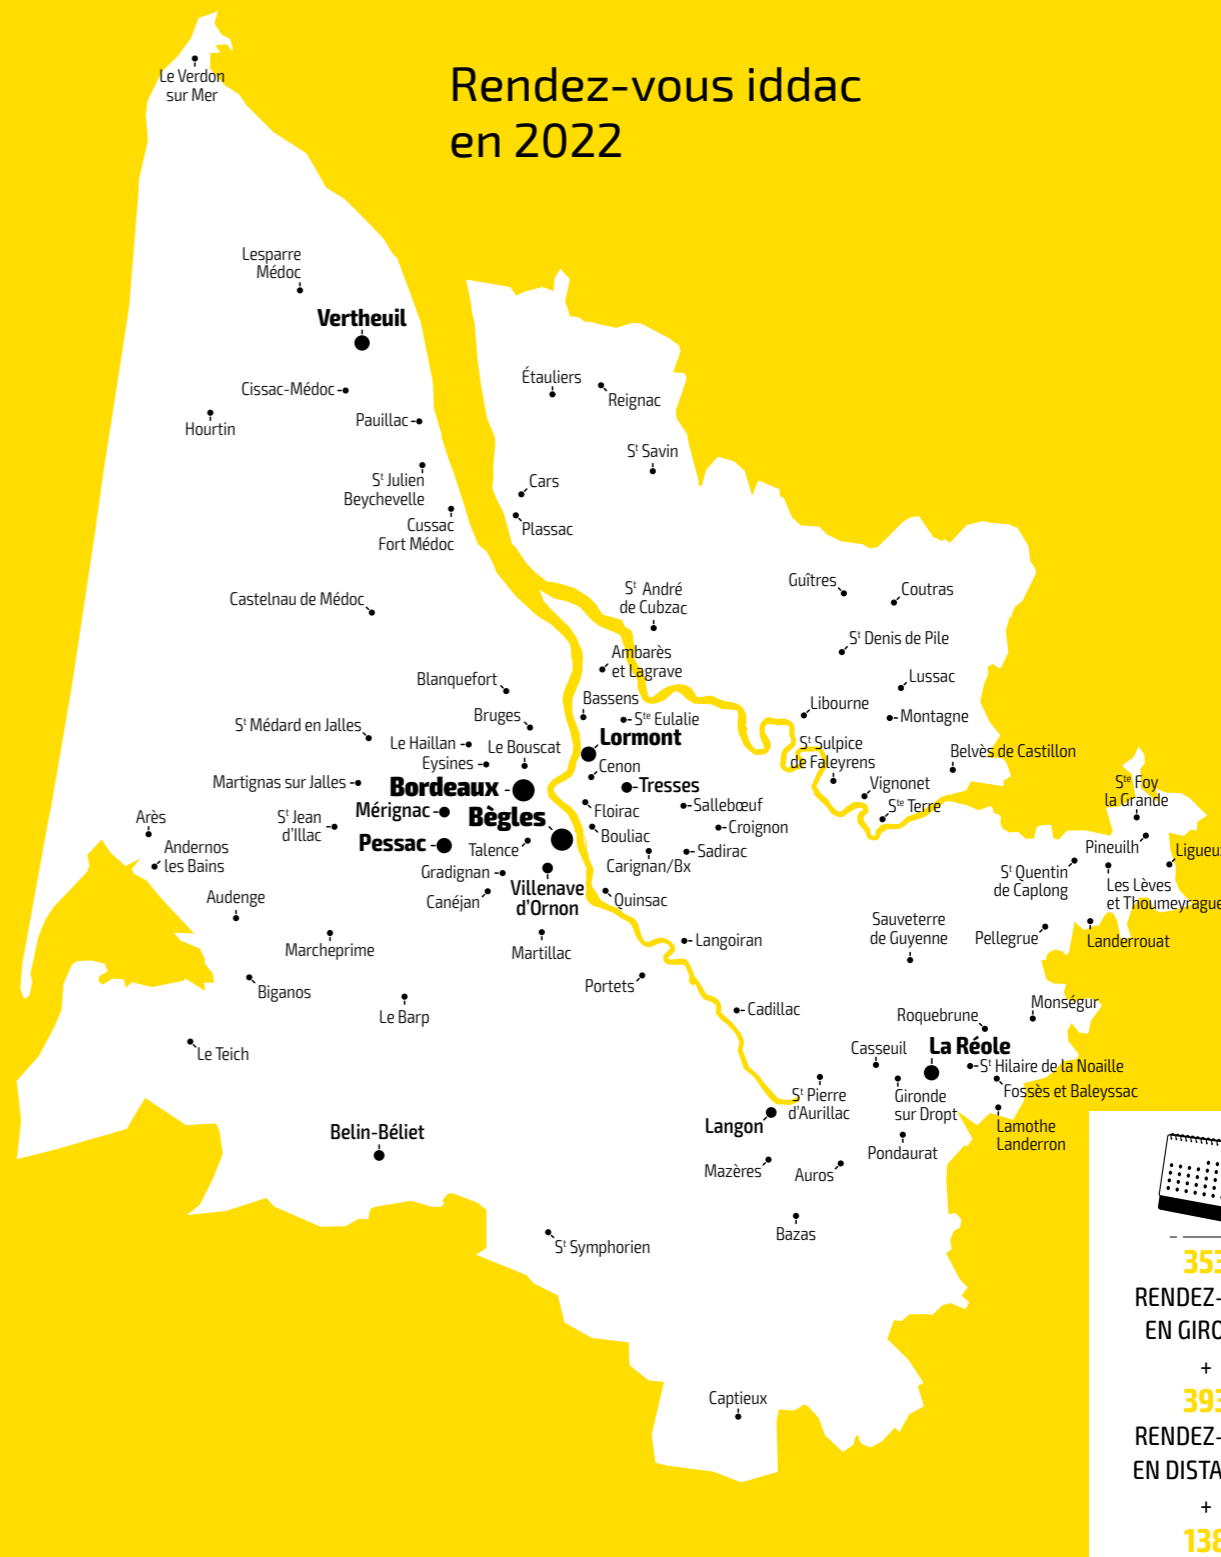 Rendez-vous iddac
en 2022
Le Verdon
sur Mer
Lesparre
Médoc
Vertheuil
Cissac-Médoc
Hourtin
Pauillac
Étauliers
Reignac
St Savin
St Julien
Beychevelle
Cars
Plassac
Cussac
Fort Médoc
Castelnau de Médoc
St André
de Cubzac
Guîtres
Coutras
St Denis de Pile
Ambarès
et Lagrave
Lussac
Blanquefort
Bassens
Libourne
Bruges
Ste Eulalie
Montagne
St Médard en Jalles
Le Haillan
Le Bouscat
Lormont
St Sulpice
de Faleyrens
Belvès de Castillon
Eysines
Cenon
Martignas sur Jalles
Bordeaux
Tresses
Vignonet
Ste Foy
la Grande
Mérignac
Bègles
Floirac
Sallebœuf
Ste Terre
Arès
St Jean
d'Illac
Croignon
Andernos
les Bains
Pessac
Talence
Bouliac
Carignan/Bx
Sadirac
Pineuilh
Ligueux
Gradignan
Villenave
d'Ornon
St Quentin
de Caplong
Les Lèves
et Thoumeyragues
Audenge
Canéjan
Quinsac
Sauveterre
de Guyenne
Pellegrue
Landerrouat
Marcheprime
Martillac
Langoiran
Biganos
Portets
Le Barp
Cadillac
Roquebrune
Monségur
Le Teich
Casseuil
La Réole
St Hilaire de la Noaille
Fossès et Baleyssac
St Pierre
d'Aurillac
Gironde
sur Dropt
Belin-Béliet
Langon
Lamothe
Landerron
Pondaurat
Mazères
Auros
Bazas
St Symphorien
Captieux
353
RENDEZ-
EN GIRO
+
393
RENDEZ-
EN DISTA
+
138